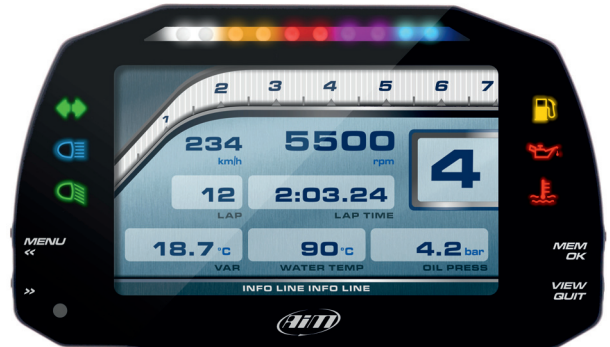 1 2 3 4 5 6 7
234 km/h
5500 rpm
4
12 LAP
2:03.24 LAP TIME
18.7 °C VAR
90 °C WATER TEMP
4.2 bar OIL PRESS
INFO LINE INFO LINE
MENU
<<
>>
MEM
OK
VIEW
QUIT
AiM